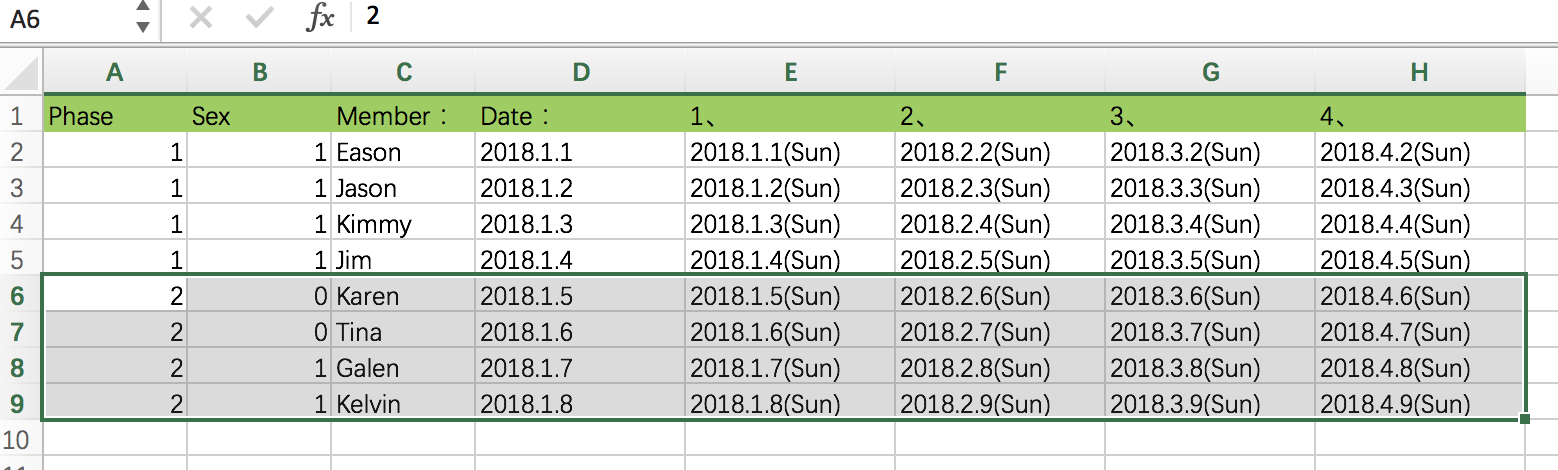 A6 fx 2
A B C D E F G H
1 Phase Sex Member： Date： 1、 2、 3、 4、
2 1 1 Eason 2018.1.1 2018.1.1(Sun) 2018.2.2(Sun) 2018.3.2(Sun) 2018.4.2(Sun)
3 1 1 Jason 2018.1.2 2018.1.2(Sun) 2018.2.3(Sun) 2018.3.3(Sun) 2018.4.3(Sun)
4 1 1 Kimmy 2018.1.3 2018.1.3(Sun) 2018.2.4(Sun) 2018.3.4(Sun) 2018.4.4(Sun)
5 1 1 Jim 2018.1.4 2018.1.4(Sun) 2018.2.5(Sun) 2018.3.5(Sun) 2018.4.5(Sun)
6 2 0 Karen 2018.1.5 2018.1.5(Sun) 2018.2.6(Sun) 2018.3.6(Sun) 2018.4.6(Sun)
7 2 0 Tina 2018.1.6 2018.1.6(Sun) 2018.2.7(Sun) 2018.3.7(Sun) 2018.4.7(Sun)
8 2 1 Galen 2018.1.7 2018.1.7(Sun) 2018.2.8(Sun) 2018.3.8(Sun) 2018.4.8(Sun)
9 2 1 Kelvin 2018.1.8 2018.1.8(Sun) 2018.2.9(Sun) 2018.3.9(Sun) 2018.4.9(Sun)
10